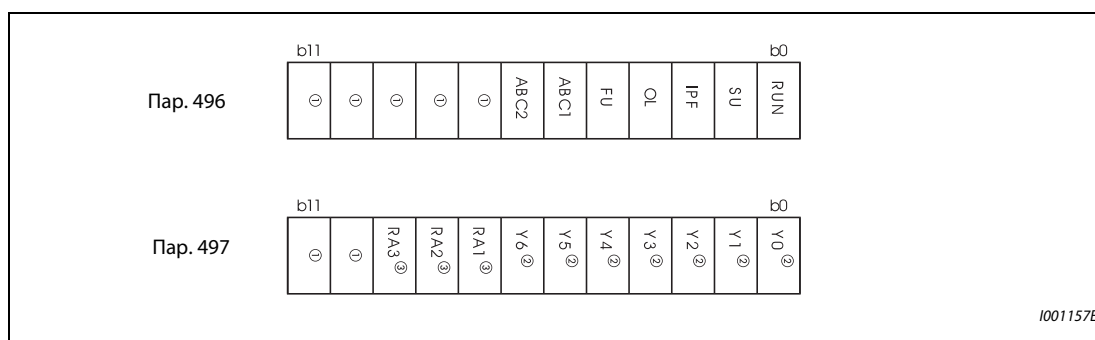 b11 b0
Пар. 496 ① ① ① ① ① ABC2 ABC1 FU OL IPF SU RUN
b11 b0
Пар. 497 ① ① RA3③ RA2③ RA1③ Y6② Y5② Y4② Y3② Y2② Y1② Y0②
I001157E